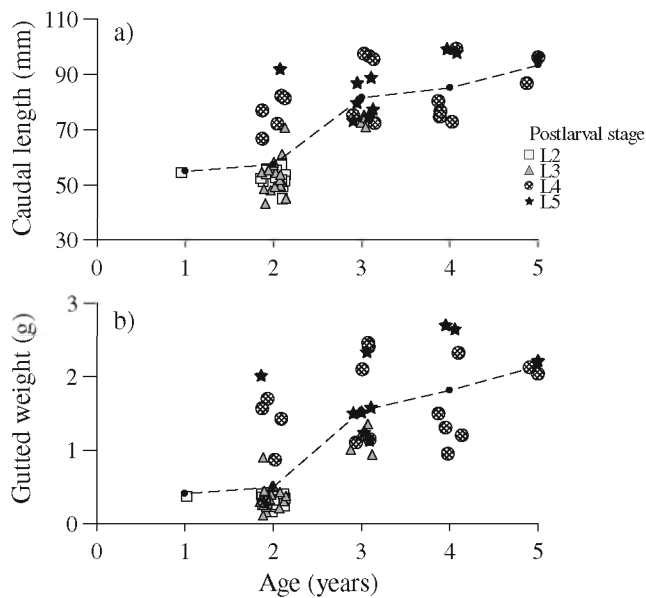 110
a)
90
70
50
30
Caudal length (mm)
0 1 2 3 4 5
Postlarval stage
L2
L3
L4
L5
3
b)
2
1
0
Gutted weight (g)
0 1 2 3 4 5
Age (years)